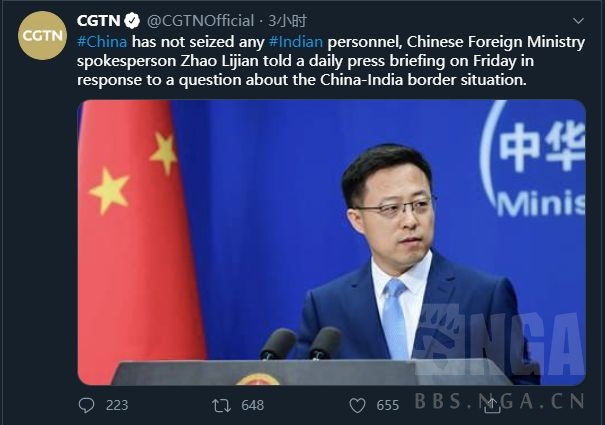 CGTN @CGTNOfficial · 3小时
CGTN
#China has not seized any #Indian personnel, Chinese Foreign Ministry
spokesperson Zhao Lijian told a daily press briefing on Friday in
response to a question about the China-India border situation.
中华
Minis
NGA
BBS.NGA.CN
223 648 655